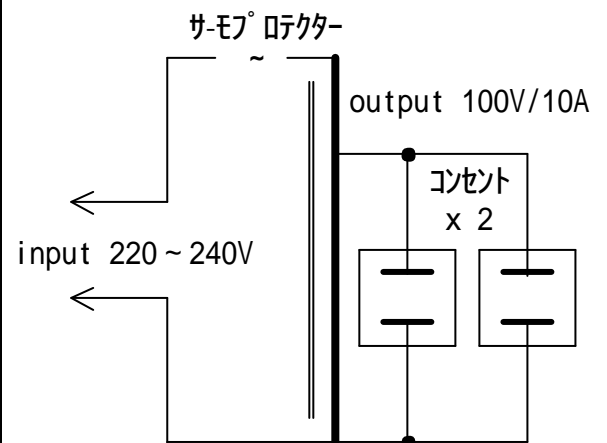 ｻｰﾓﾌﾟﾛﾃｸﾀｰ
~
output 100V/10A
ｺﾝｾﾝﾄ
x 2
input 220 ~ 240V